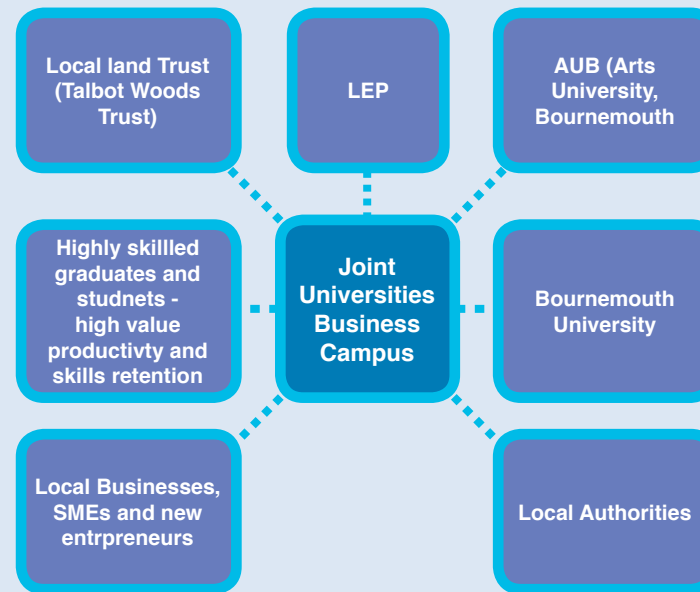 Local land Trust
(Talbot Woods
Trust)
LEP
AUB (Arts
University,
Bournemouth
Highly skillled
graduates and
studnets -
high value
productivty and
skills retention
Joint
Universities
Business
Campus
Bournemouth
University
Local Businesses,
SMEs and new
entrpreneurs
Local Authorities